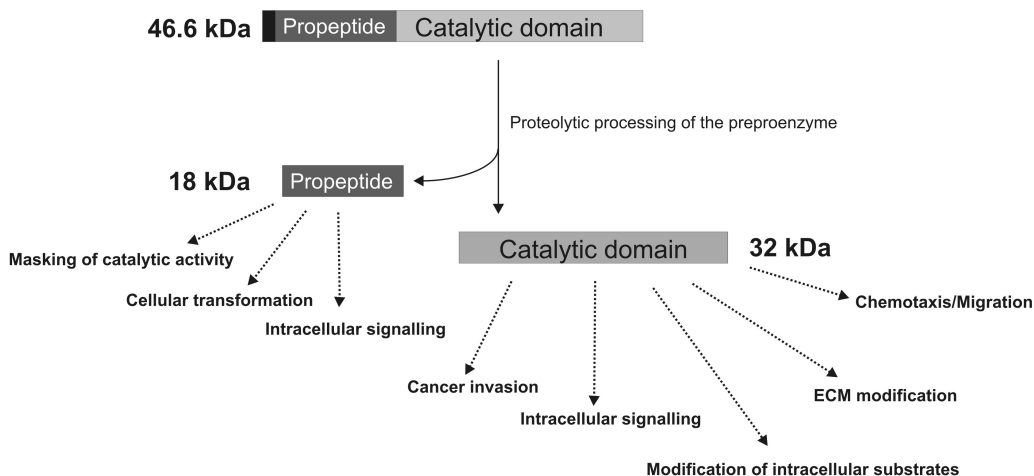 46.6 kDa
Propeptide
Catalytic domain
Proteolytic processing of the preproenzyme
18 kDa
Propeptide
Catalytic domain
32 kDa
Masking of catalytic activity
Cellular transformation
Intracellular signalling
Chemotaxis/Migration
Cancer invasion
ECM modification
Intracellular signalling
Modification of intracellular substrates